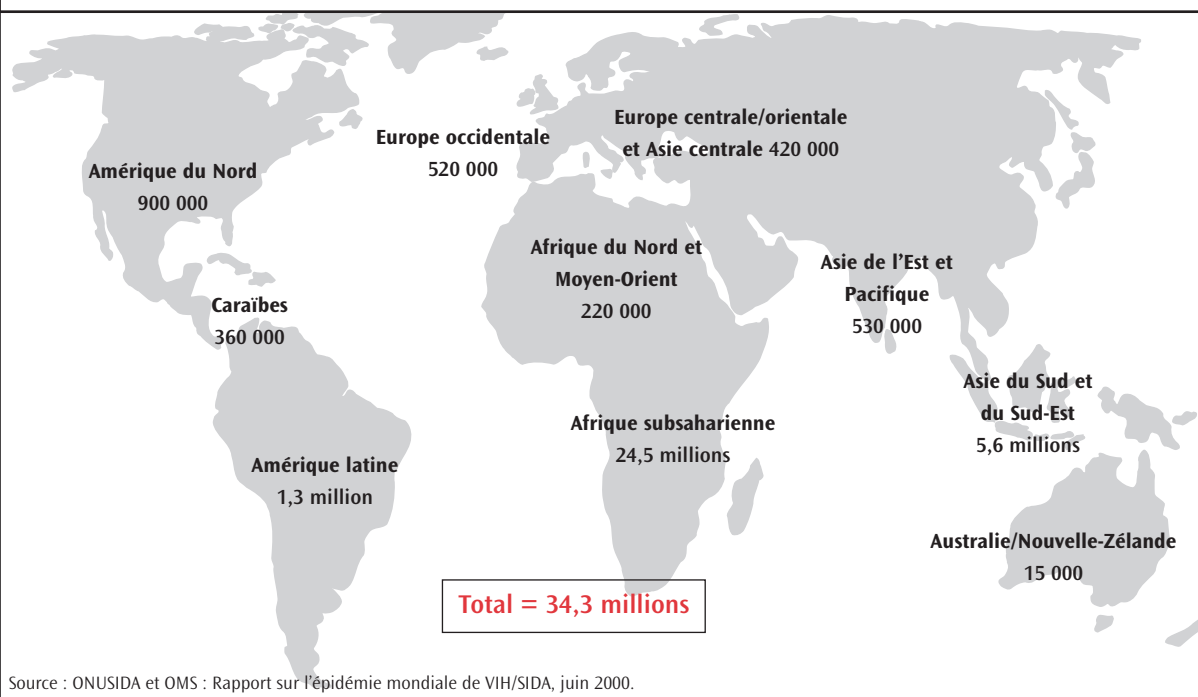 Europe centrale/orientale
et Asie centrale 420 000
Europe occidentale
520 000
Amérique du Nord
900 000
Afrique du Nord et
Moyen-Orient
220 000
Asie de l'Est et
Pacifique
530 000
Caraïbes
360 000
Asie du Sud et
du Sud-Est
5,6 millions
Afrique subsaharienne
24,5 millions
Amérique latine
1,3 million
Australie/Nouvelle-Zélande
15 000
Total = 34,3 millions
Source : ONUSIDA et OMS : Rapport sur l'épidémie mondiale de VIH/SIDA, juin 2000.